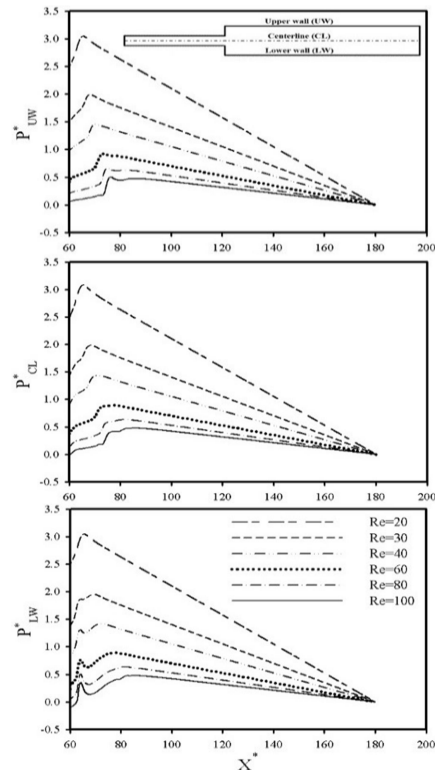 Upper wall (UW)
Centerline (CL)
Lower wall (LW)
P*UW
3.5
3.0
2.5
2.0
1.5
1.0
0.5
0.0
-0.5
60 80 100 120 140 160 180 200
P*CL
3.5
3.0
2.5
2.0
1.5
1.0
0.5
0.0
-0.5
60 80 100 120 140 160 180 200
P*LW
3.5
3.0
2.5
2.0
1.5
1.0
0.5
0.0
-0.5
Re=20
Re=30
Re=40
Re=60
Re=80
Re=100
60 80 100 120 140 160 180 200
X*